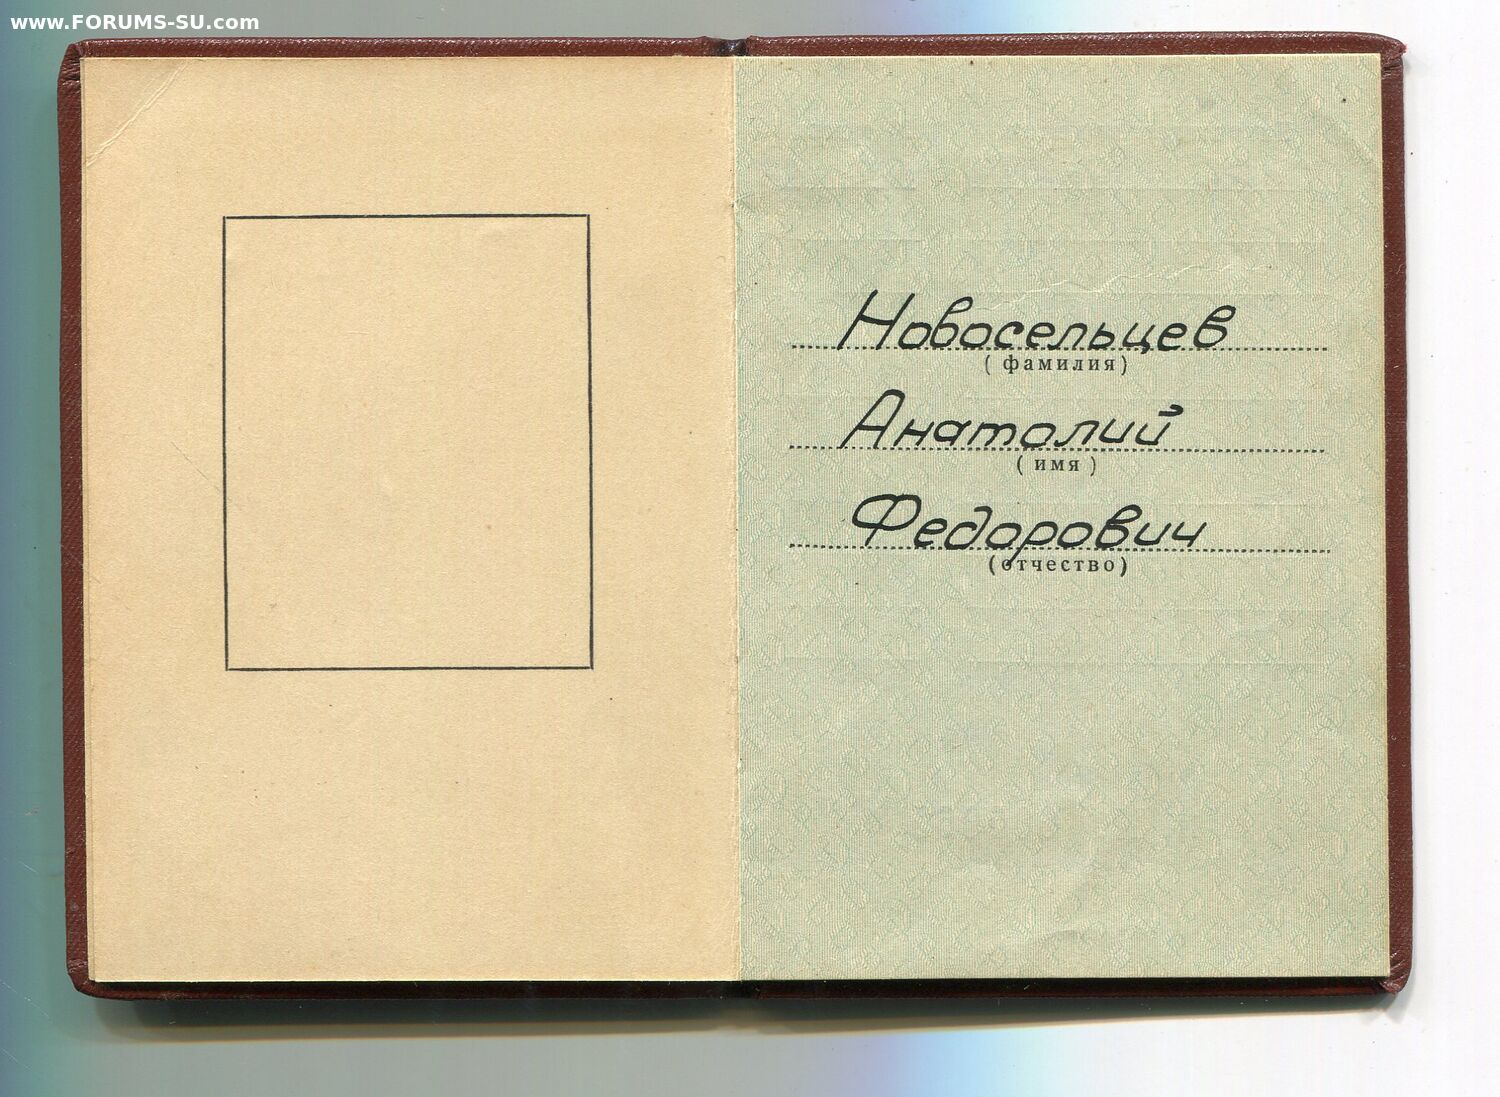 www.FORUMS-SU.com
Новосельцев
( фамилия)
Анатолий
( имя )
Федорович
(отчество)